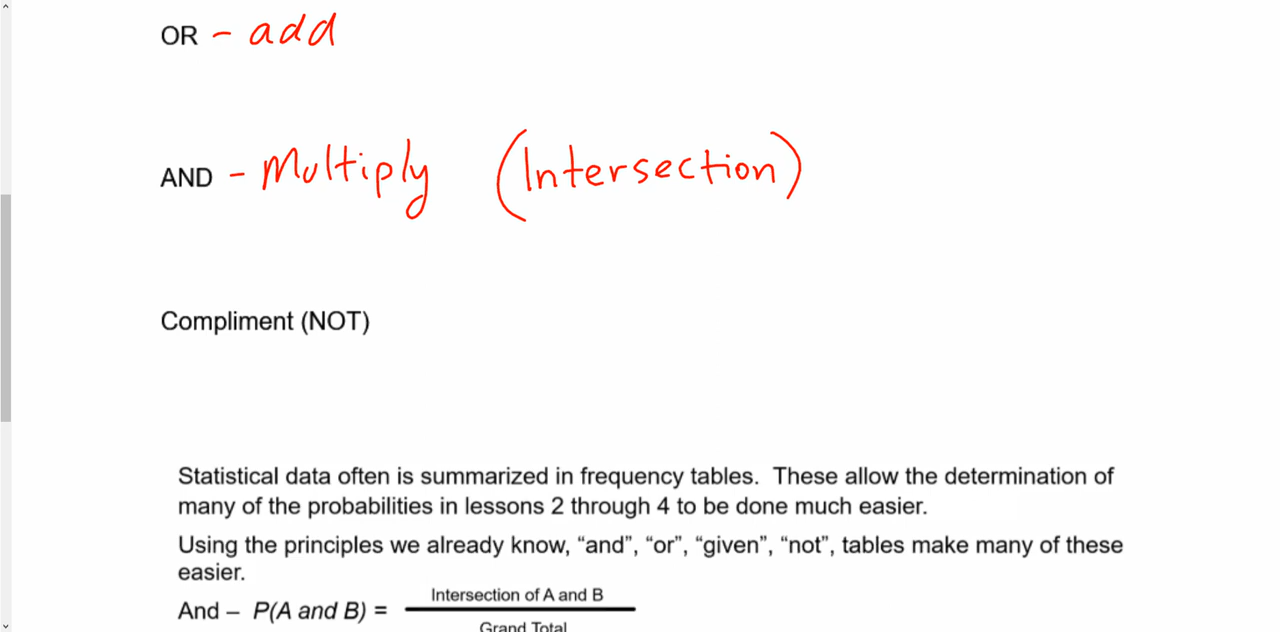 OR - add
AND - Multiply (Intersection)
Compliment (NOT)
Statistical data often is summarized in frequency tables. These allow the determination of
many of the probabilities in lessons 2 through 4 to be done much easier.
Using the principles we already know, “and”, “or”, “given”, “not”, tables make many of these
easier.
Intersection of A and B
And – P(A and B) =
Grand Total